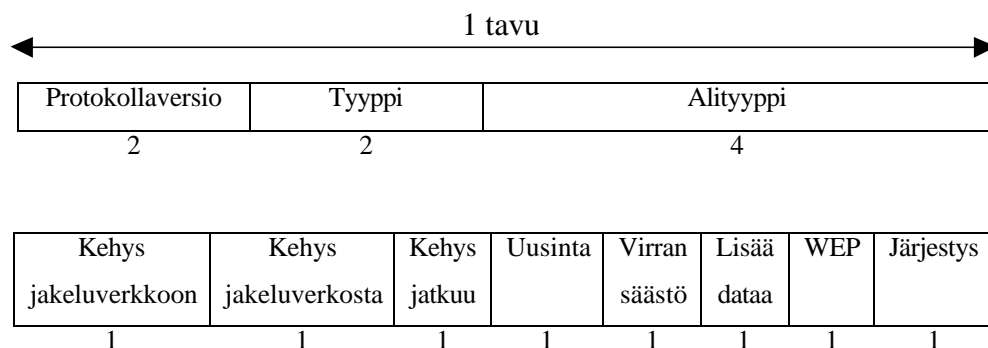 1 tavu
Protokollaversio Tyyppi Alityyppi
2 2 4
Kehys Kehys Kehys Uusinta Virran Lisää WEP Järjestys
jakeluverkkoon jakeluverkosta jatkuu säästö dataa
1 1 1 1 1 1 1 1